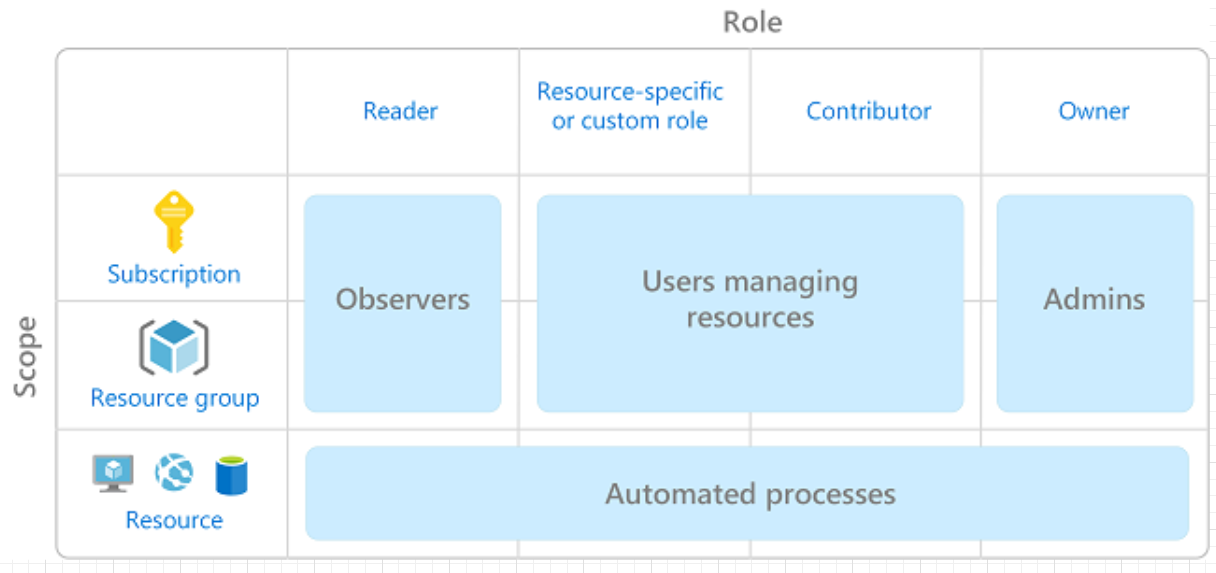 Role
Reader
Resource-specific
or custom role
Contributor
Owner
Scope
Subscription
Observers
Users managing
resources
Admins
Resource group
Resource
Automated processes